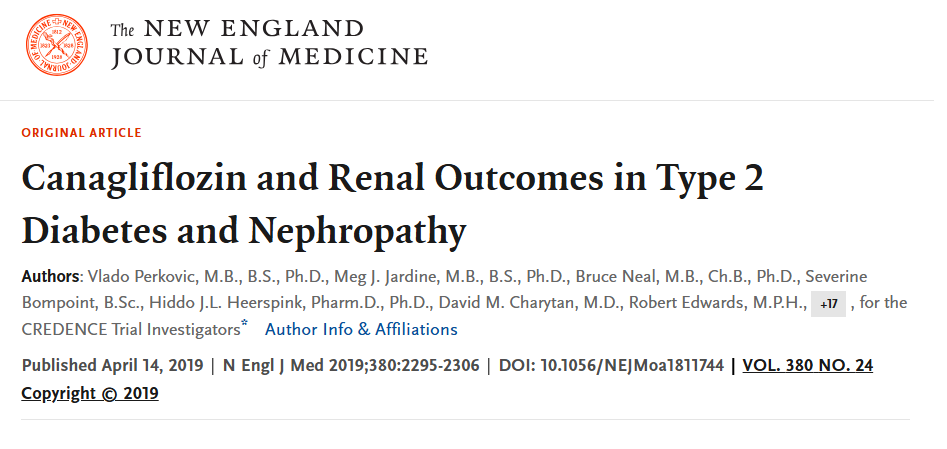 The NEW ENGLAND
JOURNAL of MEDICINE
ORIGINAL ARTICLE
Canagliflozin and Renal Outcomes in Type 2
Diabetes and Nephropathy
Authors: Vlado Perkovic, M.B., B.S., Ph.D., Meg J. Jardine, M.B., B.S., Ph.D., Bruce Neal, M.B., Ch.B., Ph.D., Severine
Bompoint, B.Sc., Hiddo J.L. Heerspink, Pharm.D., Ph.D., David M. Charytan, M.D., Robert Edwards, M.P.H., +17 , for the
CREDENCE Trial Investigators* Author Info & Affiliations
Published April 14, 2019 | N Engl J Med 2019;380:2295-2306 | DOI: 10.1056/NEJMoa1811744 | VOL. 380 NO. 24
Copyright © 2019